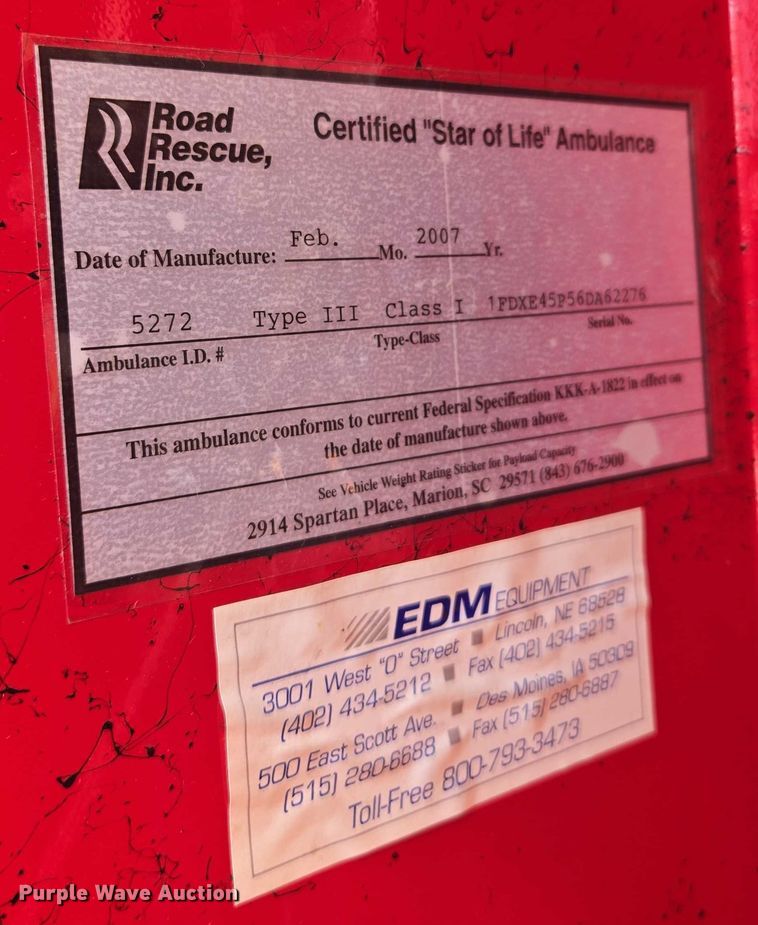 Road
Rescue,
Inc.
Certified "Star of Life" Ambulance
Date of Manufacture: Feb. Mo. 2007 Yr.
5272 Type III Class I 1FDXE45P56DA62276
Ambulance I.D. # Type-Class Serial No.
This ambulance conforms to current Federal Specification KKK-A-1822 in effect on
the date of manufacture shown above.
See Vehicle Weight Rating Sticker for Payload Capacity
2914 Spartan Place, Marion, SC 29571 (843) 676-2900
EDM EQUIPMENT
3001 West "O" Street ■ Lincoln, NE 68528
(402) 434-5212 ■ Fax (402) 434-5215
500 East Scott Ave. ■ Des Moines, IA 50309
(515) 280-6688 ■ Fax (515) 280-6887
Toll-Free 800-793-3473
Purple Wave Auction